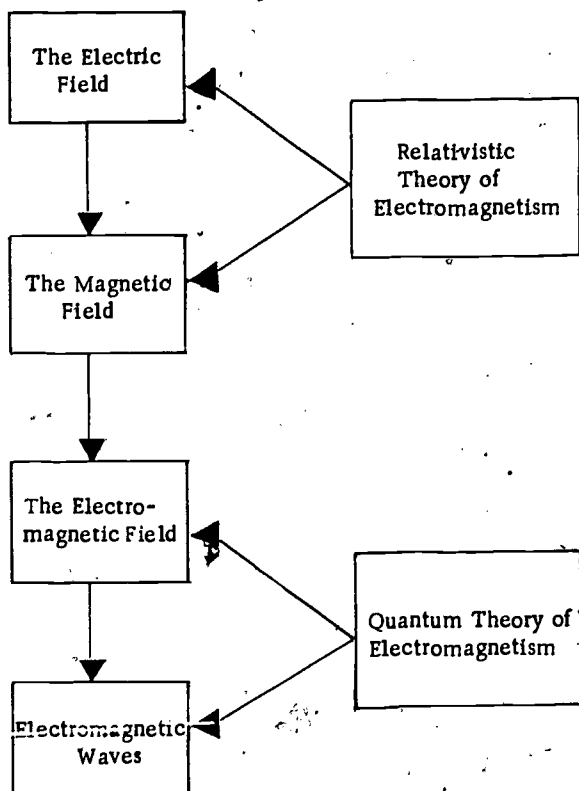 The Electric
Field
Relativistic
Theory of
Electromagnetism
The Magnetic
Field
The Electro-
magnetic Field
Quantum Theory of
Electromagnetism
Electromagnetic
Waves